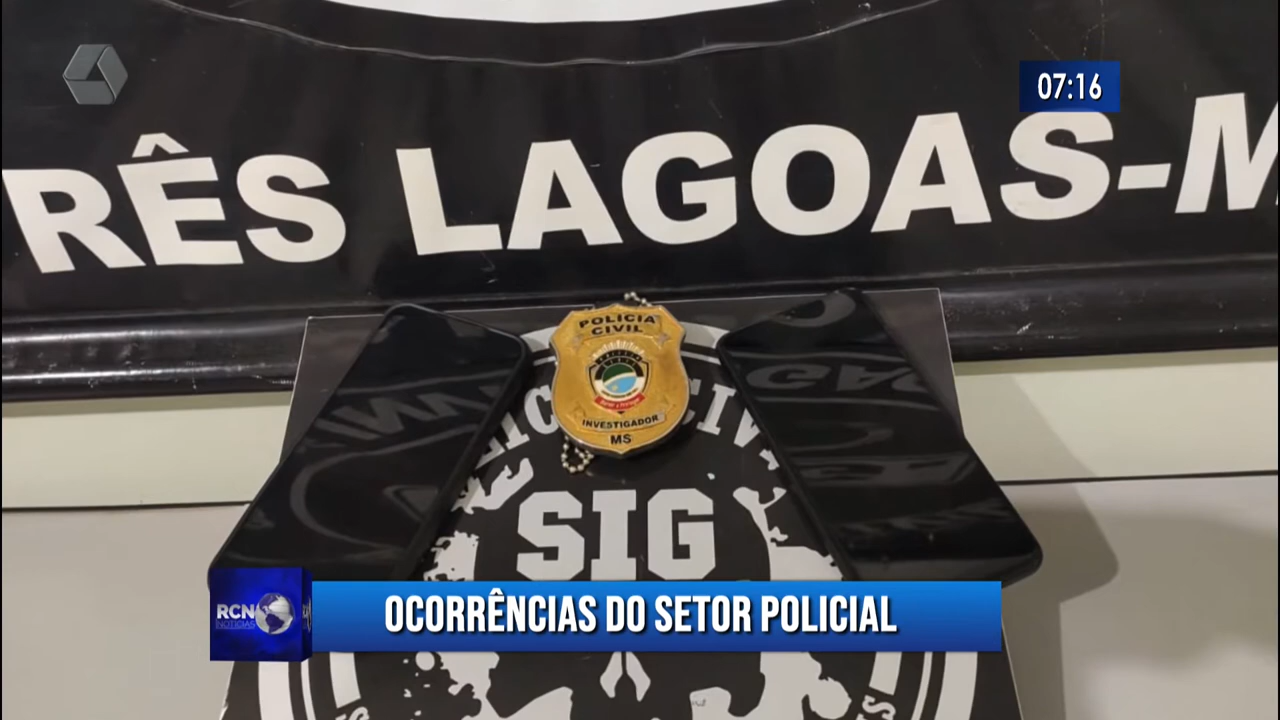 07:16
RÊS LAGOAS-M
POLÍCIA
CIVIL
INVESTIGADOR
MS
SIG
RCN
NOTÍCIAS
OCORRÊNCIAS DO SETOR POLICIAL